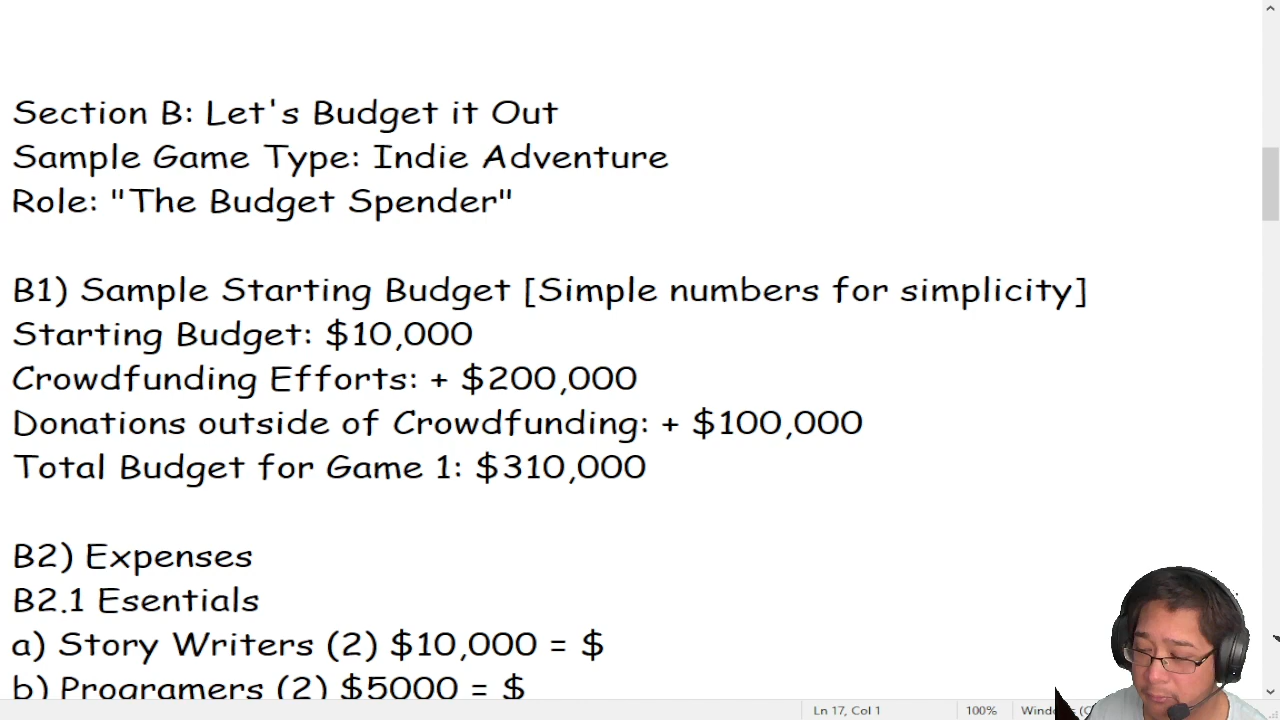 Section B: Let's Budget it Out
Sample Game Type: Indie Adventure
Role: "The Budget Spender"
B1) Sample Starting Budget [Simple numbers for simplicity]
Starting Budget: $10,000
Crowdfunding Efforts: + $200,000
Donations outside of Crowdfunding: + $100,000
Total Budget for Game 1: $310,000
B2) Expenses
B2.1 Esentials
a) Story Writers (2) $10,000 = $
b) Programers (2) $5000 = $
Ln 17, Col 1 100%